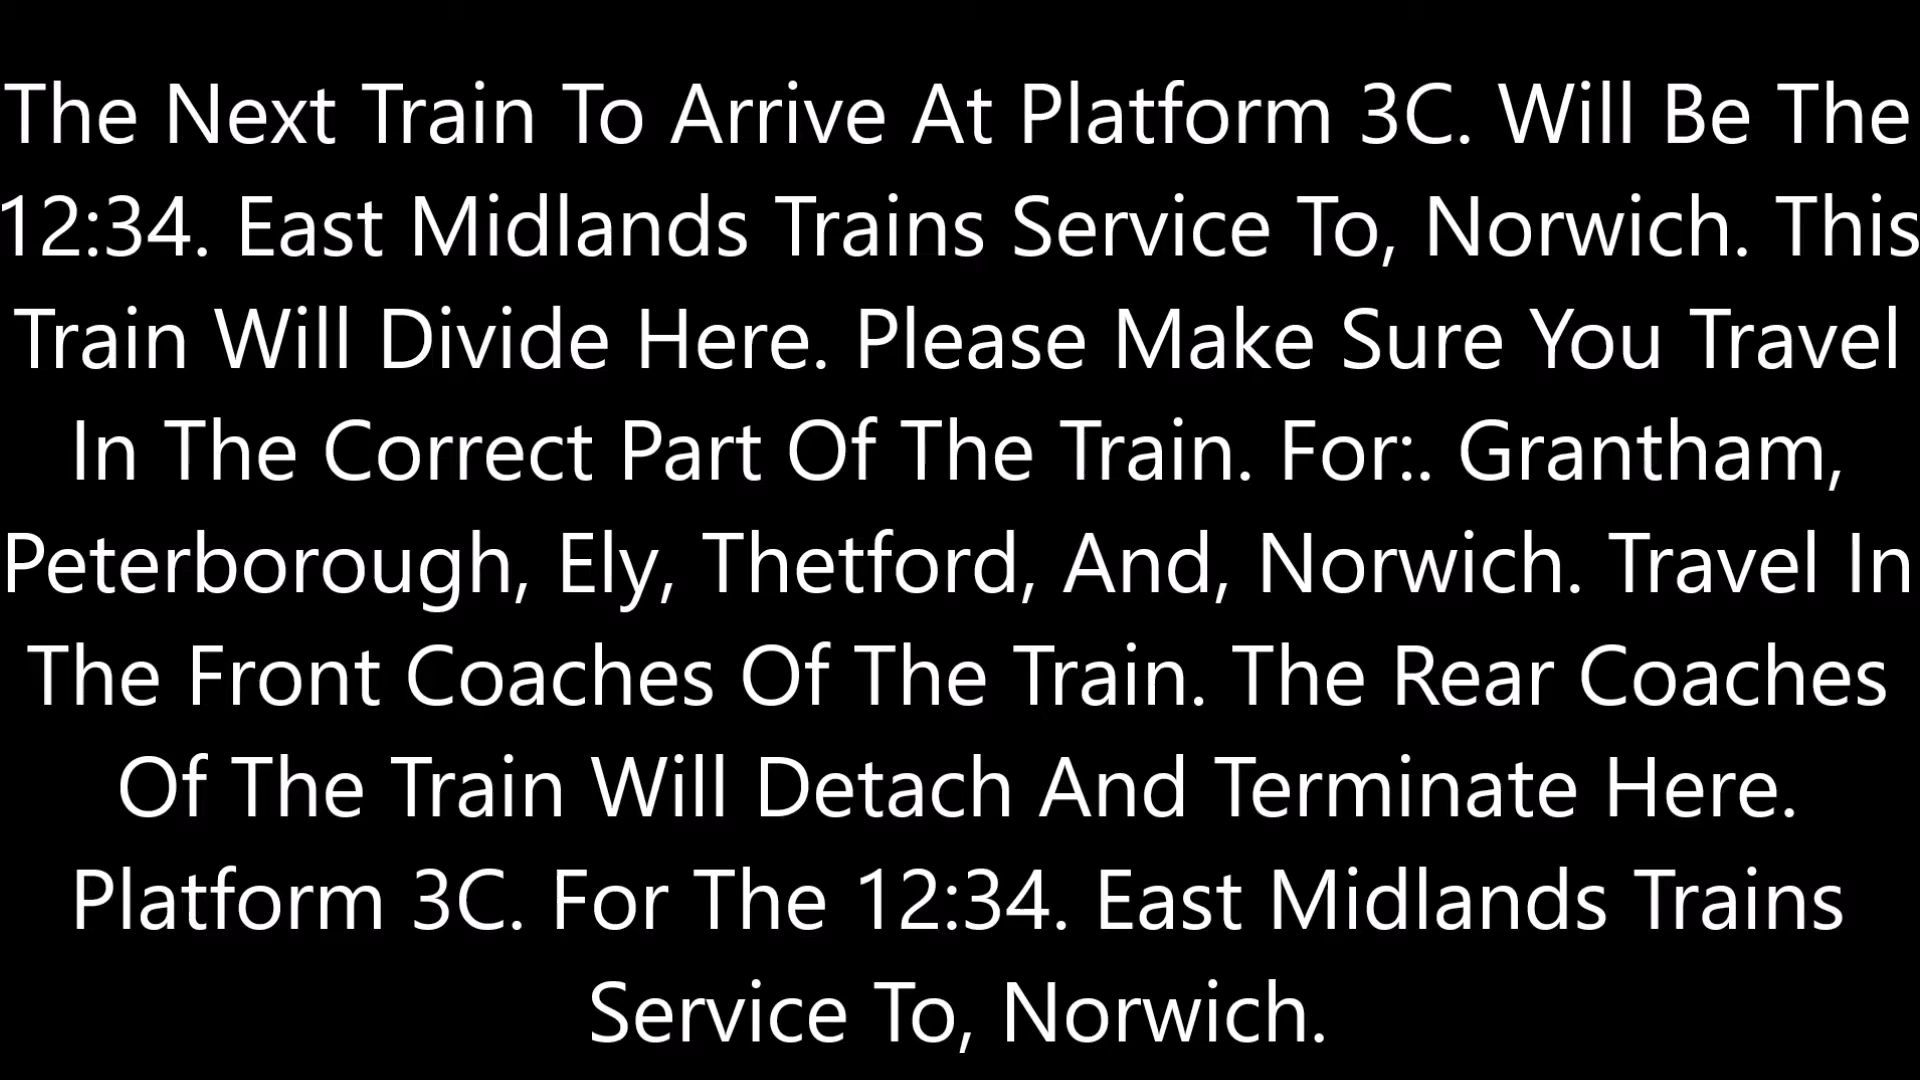 The Next Train To Arrive At Platform 3C. Will Be The
12:34. East Midlands Trains Service To, Norwich. This
Train Will Divide Here. Please Make Sure You Travel
In The Correct Part Of The Train. For:. Grantham,
Peterborough, Ely, Thetford, And, Norwich. Travel In
The Front Coaches Of The Train. The Rear Coaches
Of The Train Will Detach And Terminate Here.
Platform 3C. For The 12:34. East Midlands Trains
Service To, Norwich.